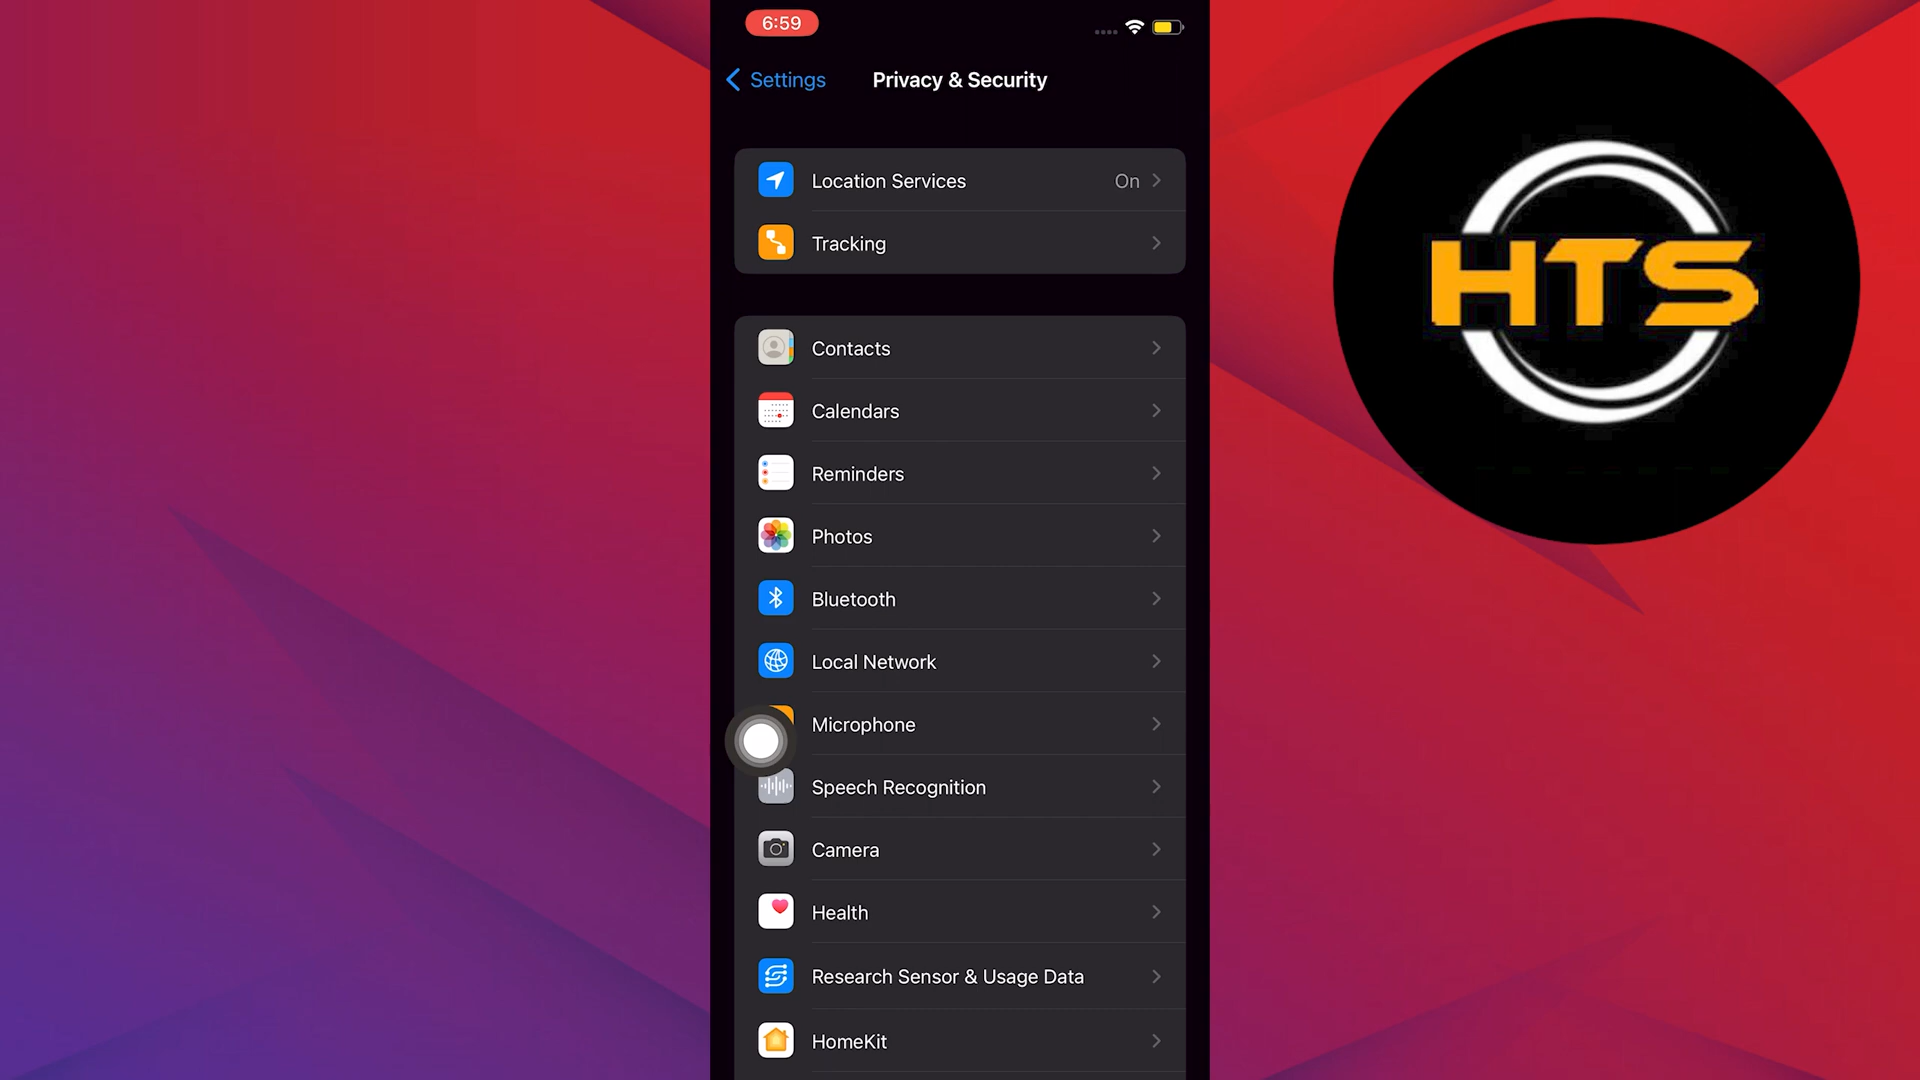 6:59
Settings
Privacy & Security
Location Services On
Tracking
Contacts
Calendars
Reminders
Photos
Bluetooth
Local Network
Microphone
Speech Recognition
Camera
Health
Research Sensor & Usage Data
HomeKit
HTS